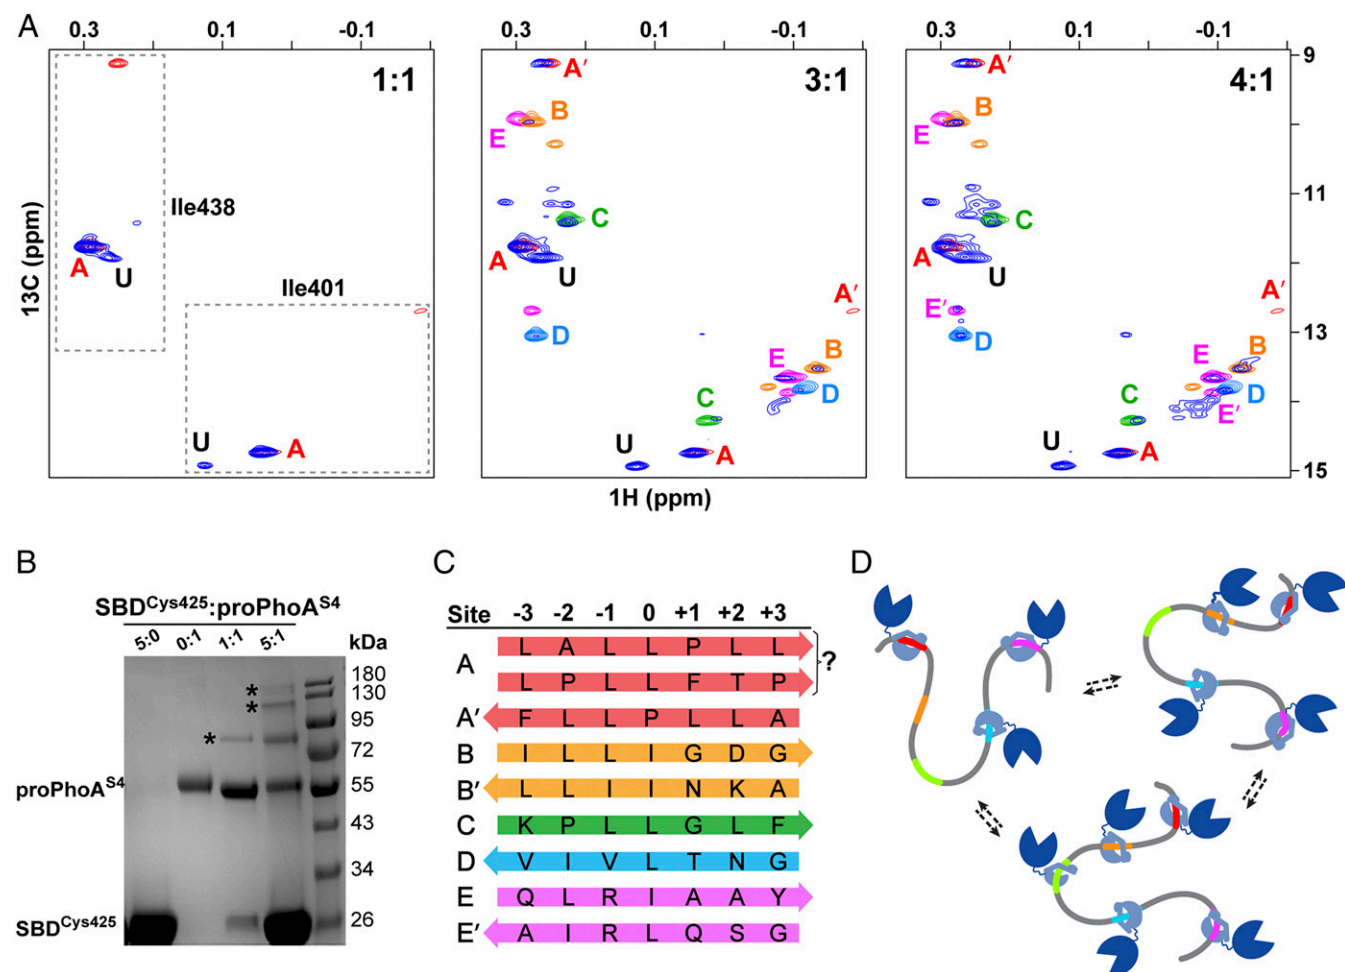 A
0.3 0.1 -0.1 0.3 0.1 -0.1 0.3 0.1 -0.1
1:1 3:1 4:1
9
11
13
15
13C (ppm)
1H (ppm)
Ile438
A
U
Ile401
U
A
A′
E
B
C
A
U
D
A′
E
B
D
C
U
A
A′
E
B
C
A
U
E′
D
A′
E
B
D
E′
C
U
A
B
SBDCys425:proPhoAS4
5:0 0:1 1:1 5:1 kDa
180
* 130
* 95
* 72
proPhoAS4 55
43
34
SBDCys425 26
C
Site -3 -2 -1 0 +1 +2 +3
A L A L L P L L ?
L P L L F T P
A′ F L L P L L A
B I L L I G D G
B′ L L I I N K A
C K P L L G L F
D V I V L T N G
E Q L R I A A Y
E′ A I R L Q S G
D